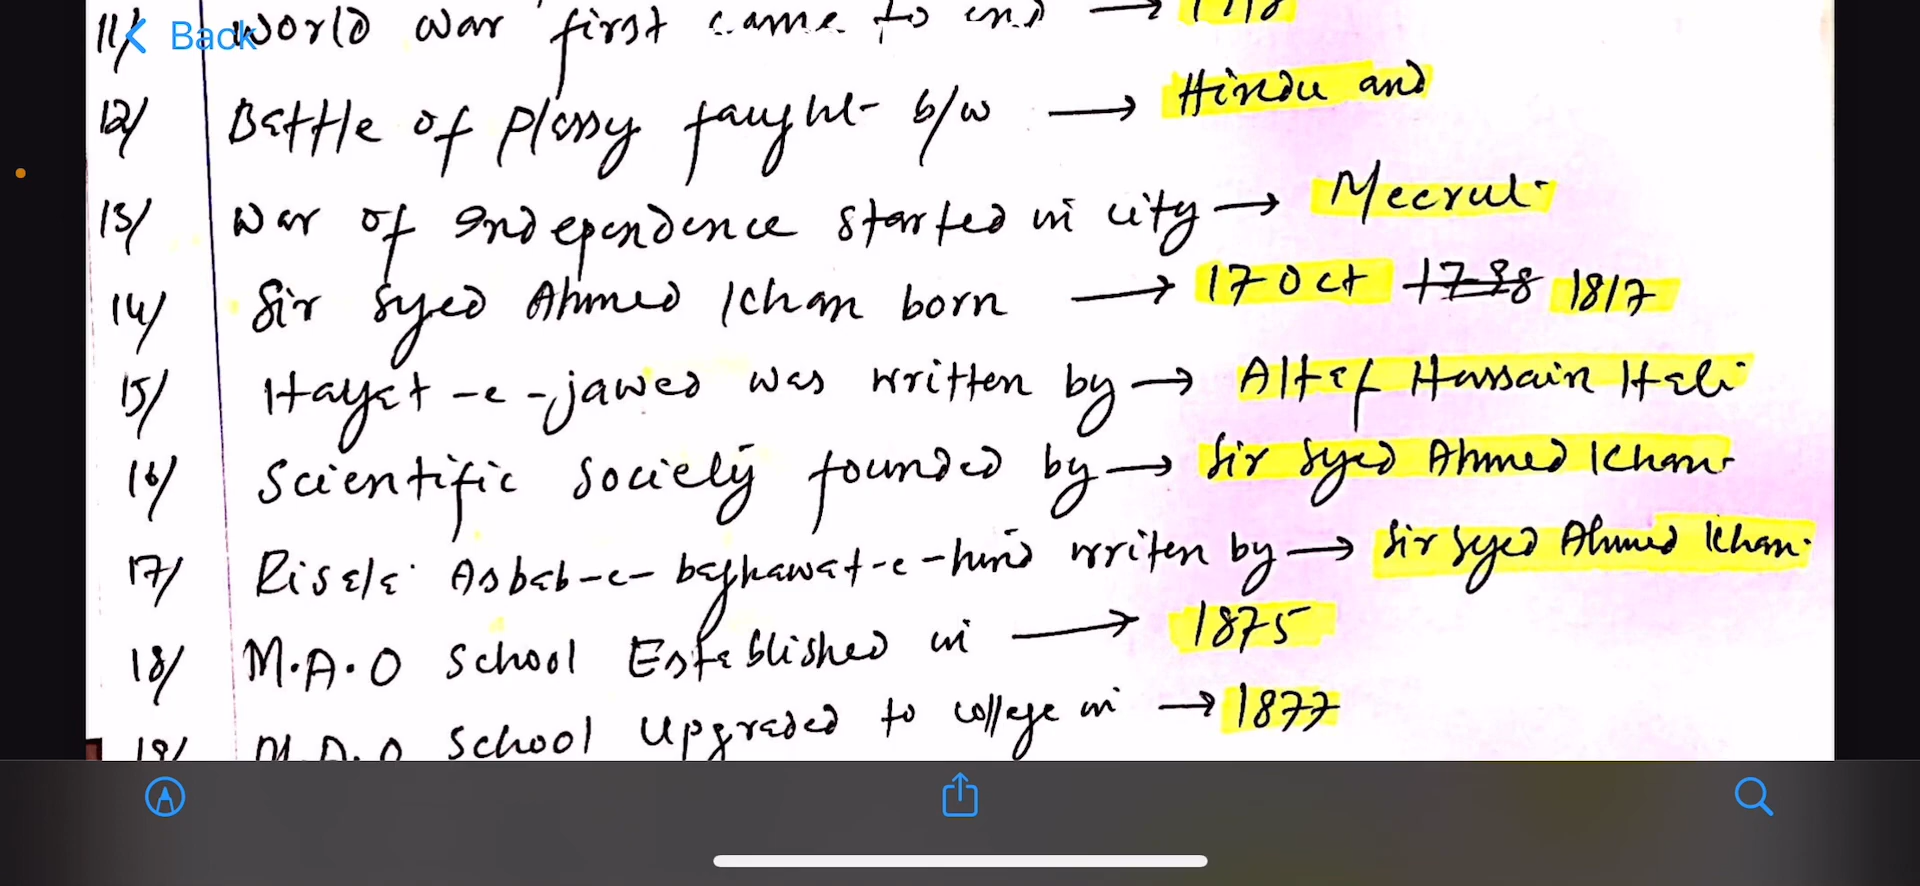 11/ World war first came to end → 1918
Back
12/ Battle of Plassy faught b/w → Hindu and
13/ War of Independence started in city → Meerut
14/ Sir Syed Ahmed Khan born → 17 Oct 1788 1817
15/ Hayat-e-jawed was written by → Altaf Hussain Hali
16/ Scientific Society founded by → Sir Syed Ahmed Khan
17/ Risala Asbab-e-baghawat-e-hind writen by → Sir Syed Ahmed Khan.
18/ M.A.O School Established in → 1875
19/ M.A.O School Upgraded to college in → 1877